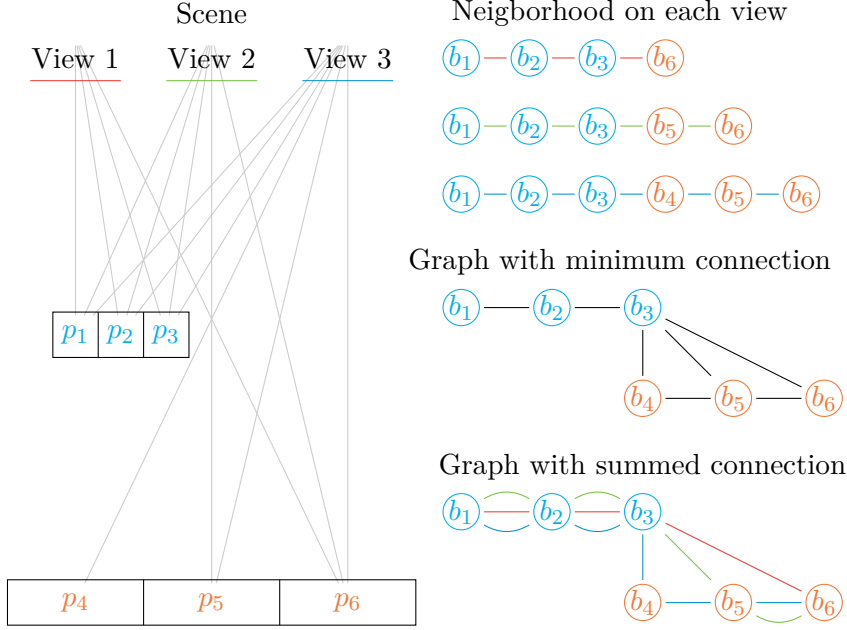 Scene
View 1 View 2 View 3
p₁ p₂ p₃
p₄ p₅ p₆
Neigborhood on each view
b₁ b₂ b₃ b₆
b₁ b₂ b₃ b₅ b₆
b₁ b₂ b₃ b₄ b₅ b₆
Graph with minimum connection
b₁ b₂ b₃
b₄ b₅ b₆
Graph with summed connection
b₁ b₂ b₃
b₄ b₅ b₆